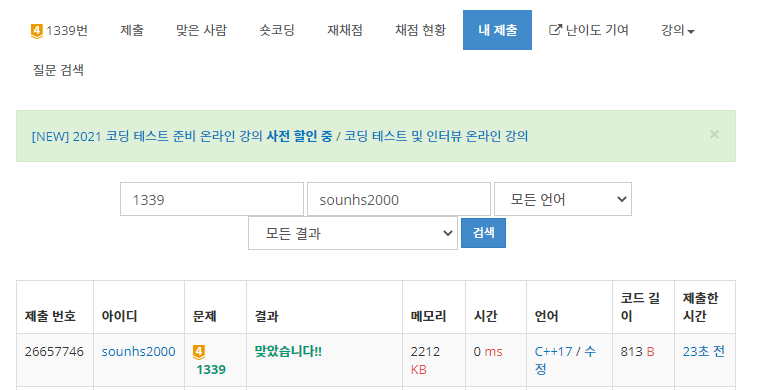 4 1339번 제출 맞은 사람 숏코딩 재채점 채점 현황 내 제출 난이도 기여 강의
질문 검색
[NEW] 2021 코딩 테스트 준비 온라인 강의 사전 할인 중 / 코딩 테스트 및 인터뷰 온라인 강의 ×
1339 sounhs2000 모든 언어
모든 결과 검색
제출 번호 아이디 문제 결과 메모리 시간 언어 코드 길이 제출한 시간
26657746 sounhs2000 4 1339 맞았습니다!! 2212 KB 0 ms C++17 / 수정 813 B 23초 전